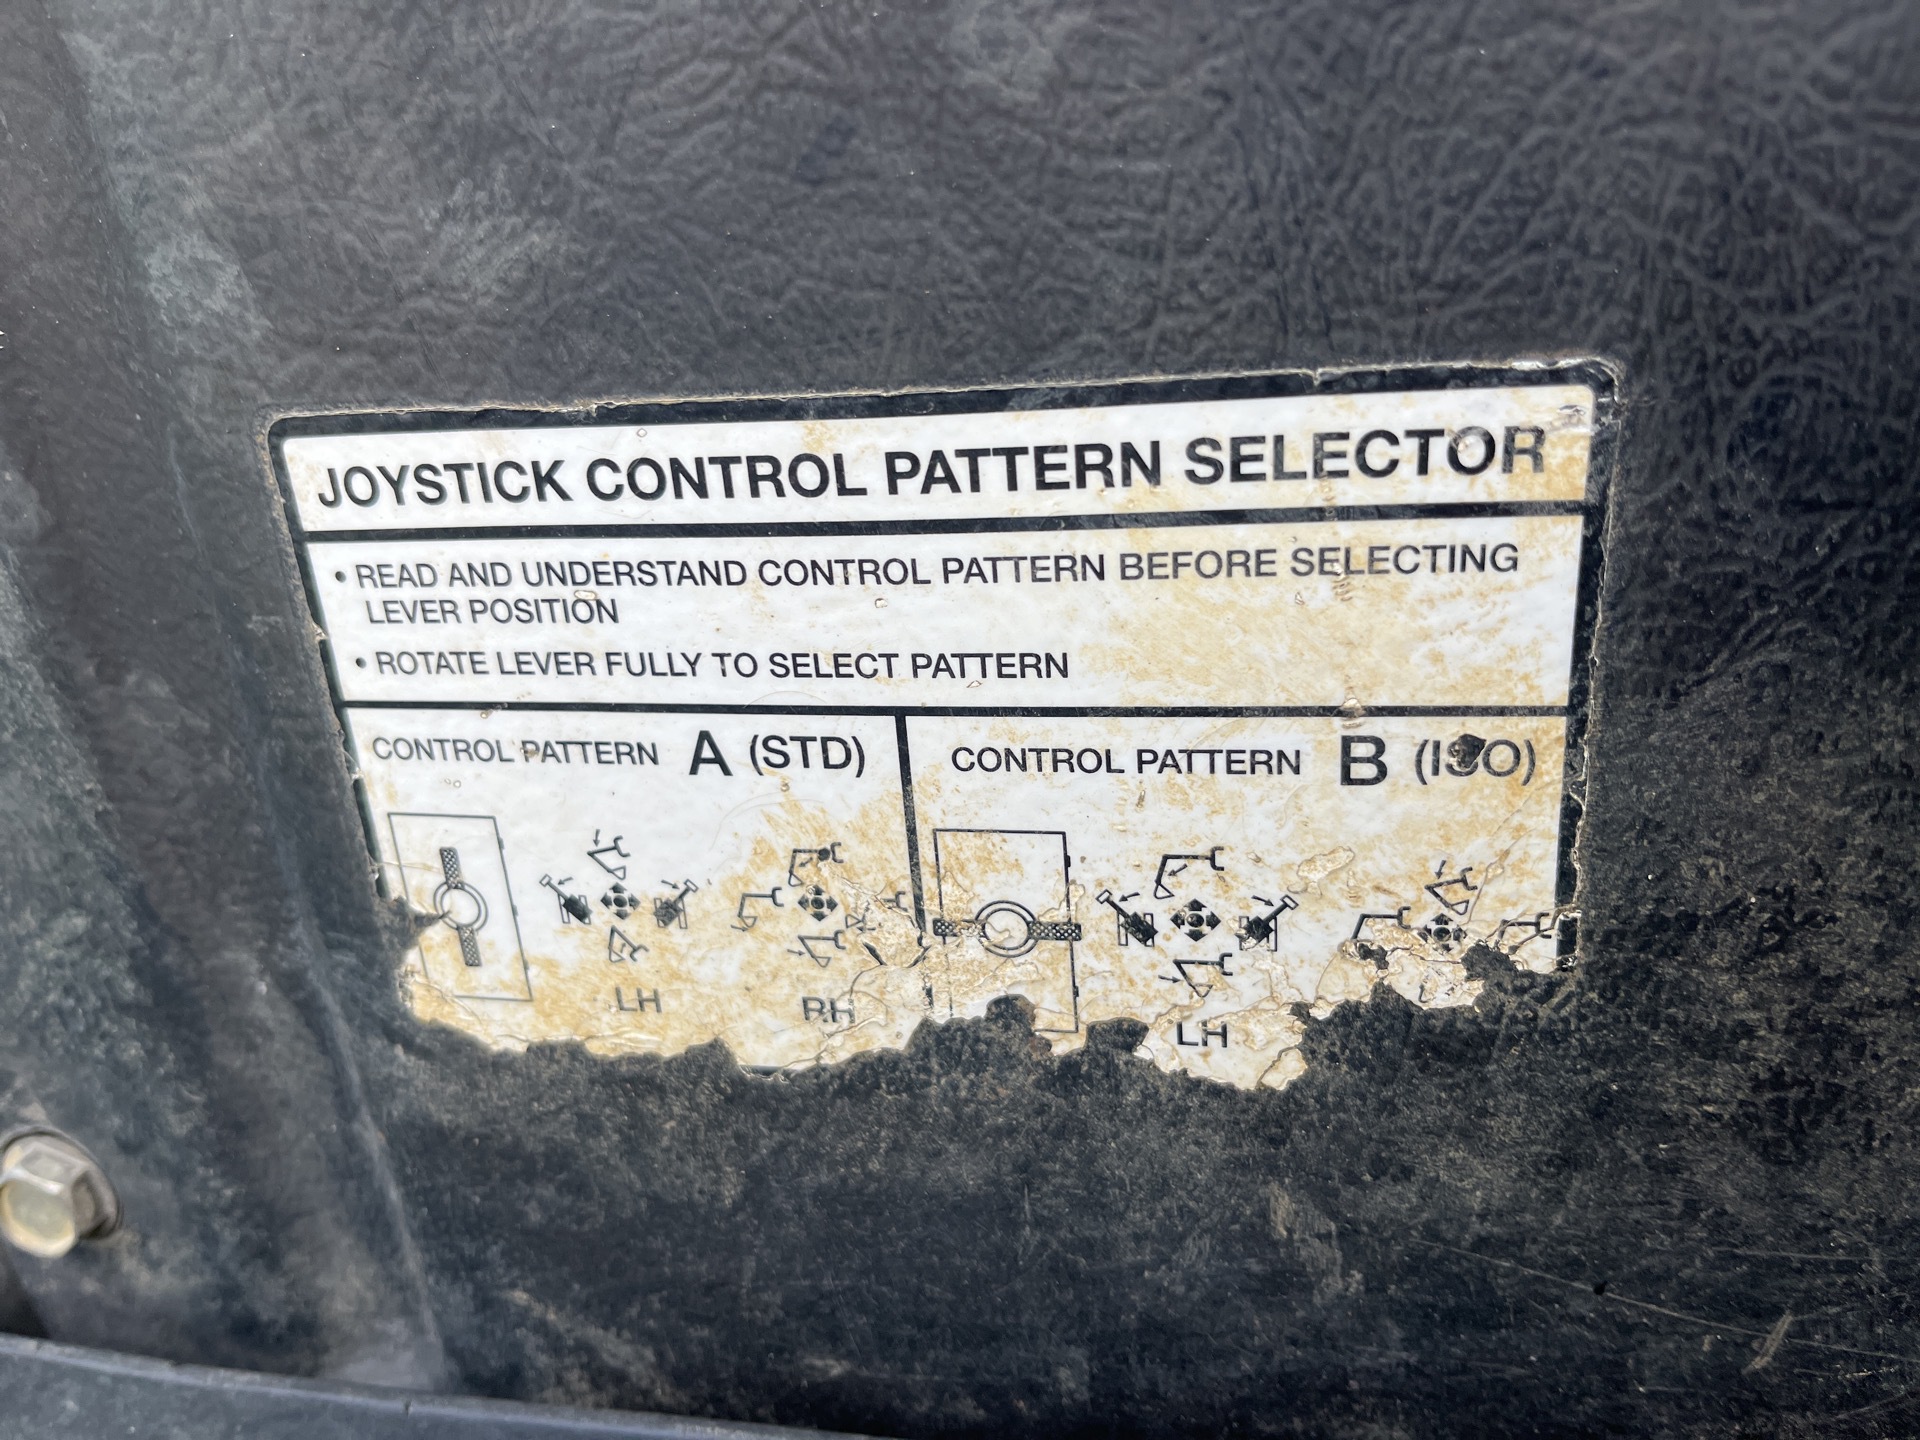 JOYSTICK CONTROL PATTERN SELECTOR
• READ AND UNDERSTAND CONTROL PATTERN BEFORE SELECTING
LEVER POSITION
• ROTATE LEVER FULLY TO SELECT PATTERN
CONTROL PATTERN A (STD)
CONTROL PATTERN B (ISO)
LH
RH
LH